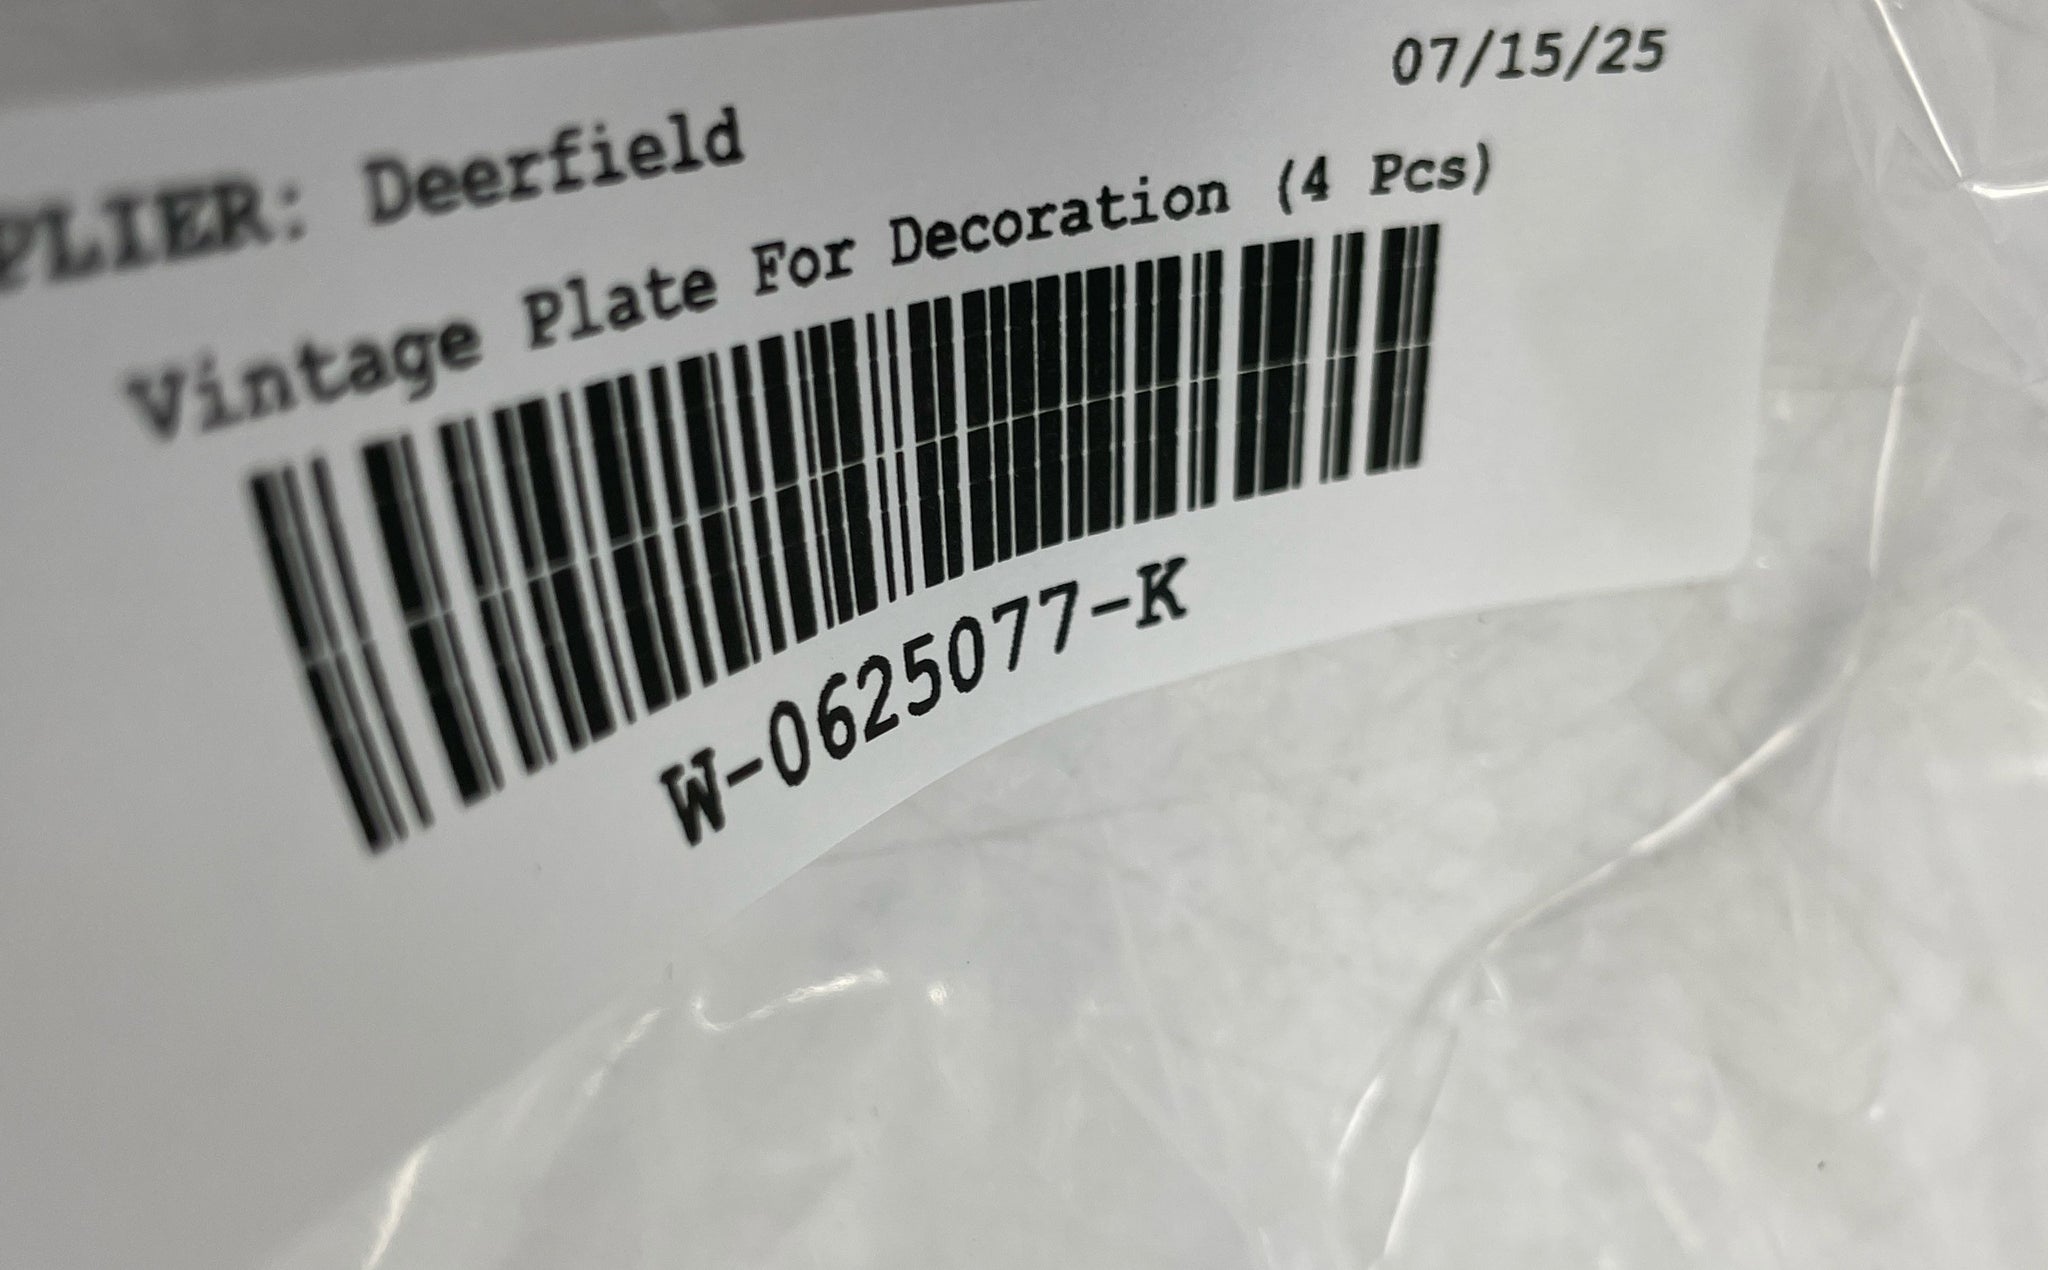 07/15/25
PLIER: Deerfield
Vintage Plate For Decoration (4 Pcs)
W-0625077-K